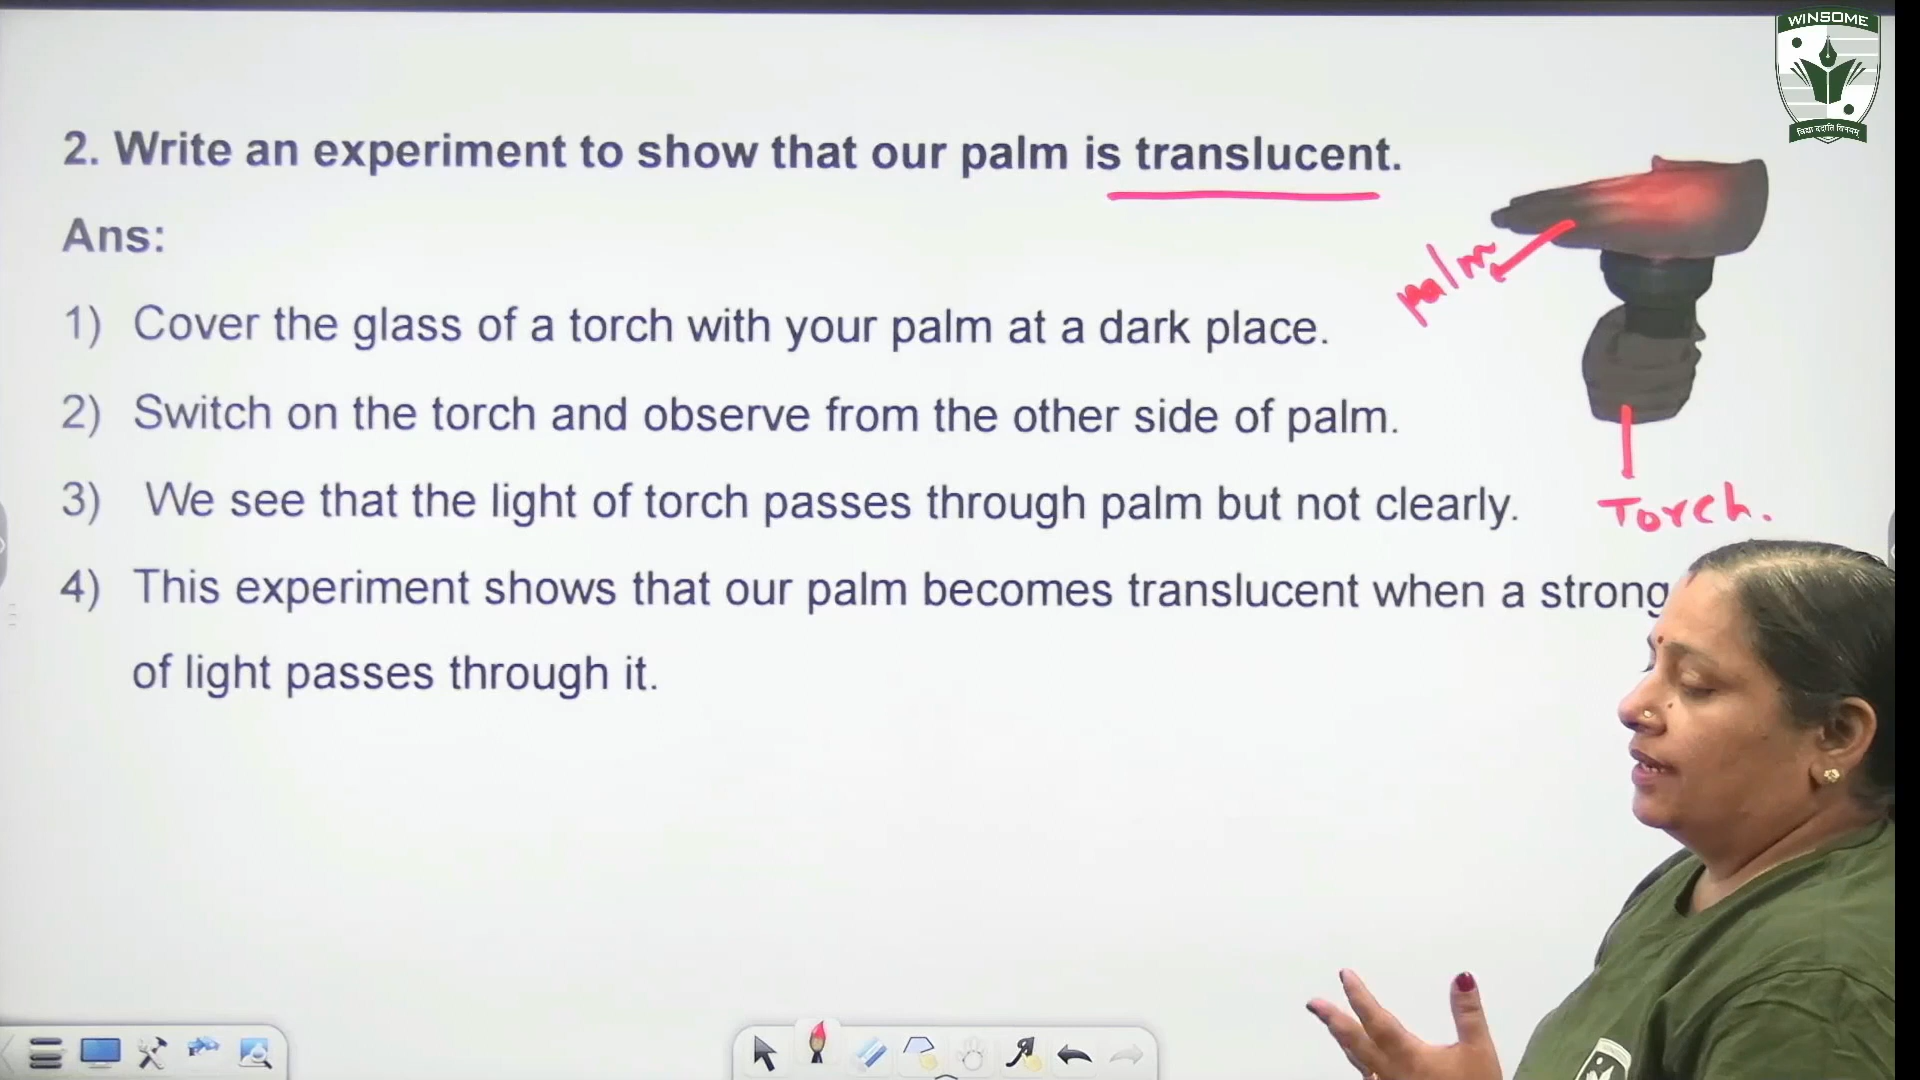 WINSOME
विद्या ददाति विनयम्
2. Write an experiment to show that our palm is translucent.
Ans:
palm
1) Cover the glass of a torch with your palm at a dark place.
2) Switch on the torch and observe from the other side of palm.
3) We see that the light of torch passes through palm but not clearly.
Torch.
4) This experiment shows that our palm becomes translucent when a strong
of light passes through it.